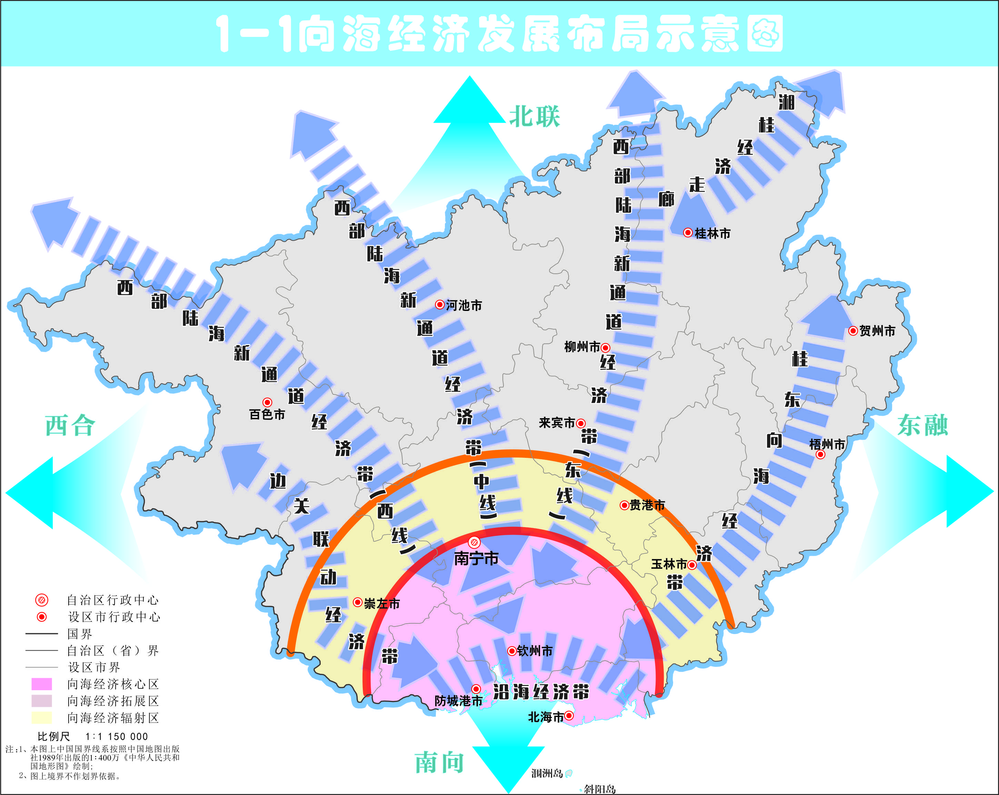 1-1向海经济发展布局示意图
北联
西合
东融
南向
湘桂经济走廊
西部陆海新通道经济带(东线)
西部陆海新通道经济带(中线)
西部陆海新通道经济带(西线)
桂东向海经济带
边关联动经济带
沿海经济带
桂林市
河池市
贺州市
柳州市
百色市
来宾市
梧州市
贵港市
南宁市
玉林市
崇左市
钦州市
防城港市
北海市
涠洲岛
斜阳岛
自治区行政中心
设区市行政中心
国界
自治区（省）界
设区市界
向海经济核心区
向海经济拓展区
向海经济辐射区
比例尺 1:1 150 000
注:1、本图上中国国界线系按照中国地图出版
社1989年出版的1:400万《中华人民共和
国地形图》绘制;
2、图上境界不作划界依据。